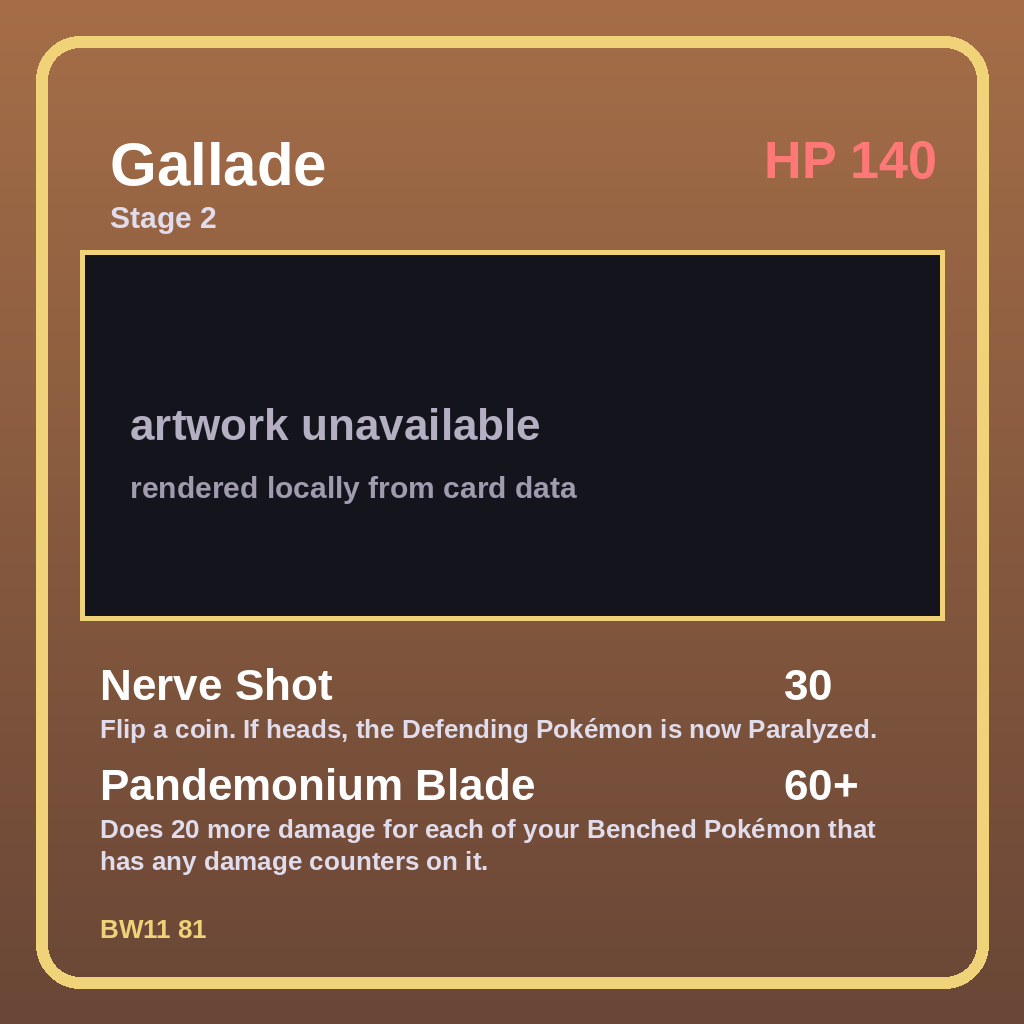 Gallade
HP 140
Stage 2
artwork unavailable
rendered locally from card data
Nerve Shot 30
Flip a coin. If heads, the Defending Pokémon is now Paralyzed.
Pandemonium Blade 60+
Does 20 more damage for each of your Benched Pokémon that
has any damage counters on it.
BW11 81